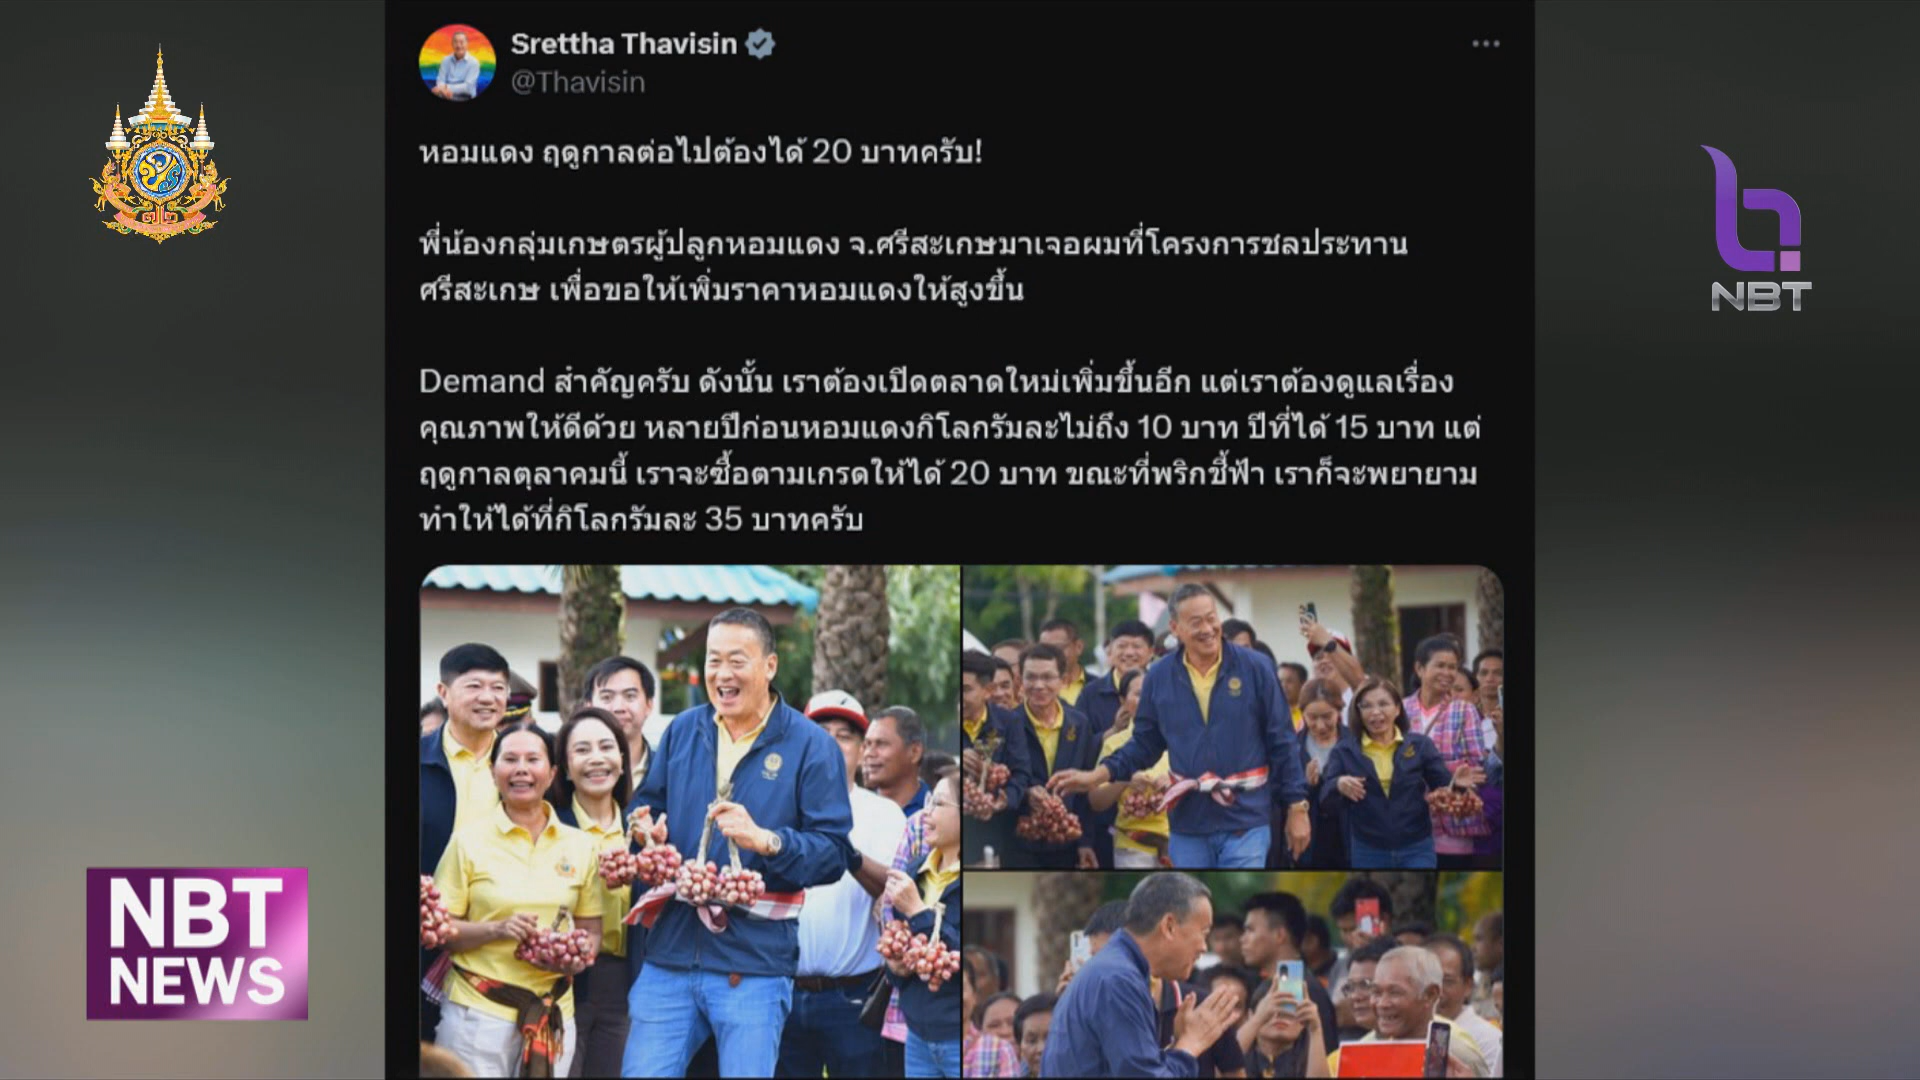 Srettha Thavisin
@Thavisin
หอมแดง ฤดูกาลต่อไปต้องได้ 20 บาทครับ!
พี่น้องกลุ่มเกษตรผู้ปลูกหอมแดง จ.ศรีสะเกษมาเจอผมที่โครงการชลประทาน
ศรีสะเกษ เพื่อขอให้เพิ่มราคาหอมแดงให้สูงขึ้น
Demand สำคัญครับ ดังนั้น เราต้องเปิดตลาดใหม่เพิ่มขึ้นอีก แต่เราต้องดูแลเรื่อง
คุณภาพให้ดีด้วย หลายปีก่อนหอมแดงกิโลกรัมละไม่ถึง 10 บาท ปีที่ได้ 15 บาท แต่
ฤดูกาลตุลาคมนี้ เราจะซื้อตามเกรดให้ได้ 20 บาท ขณะที่พริกชี้ฟ้า เราก็จะพยายาม
ทำให้ได้ที่กิโลกรัมละ 35 บาทครับ
๗๒
NBT
NBT
NEWS